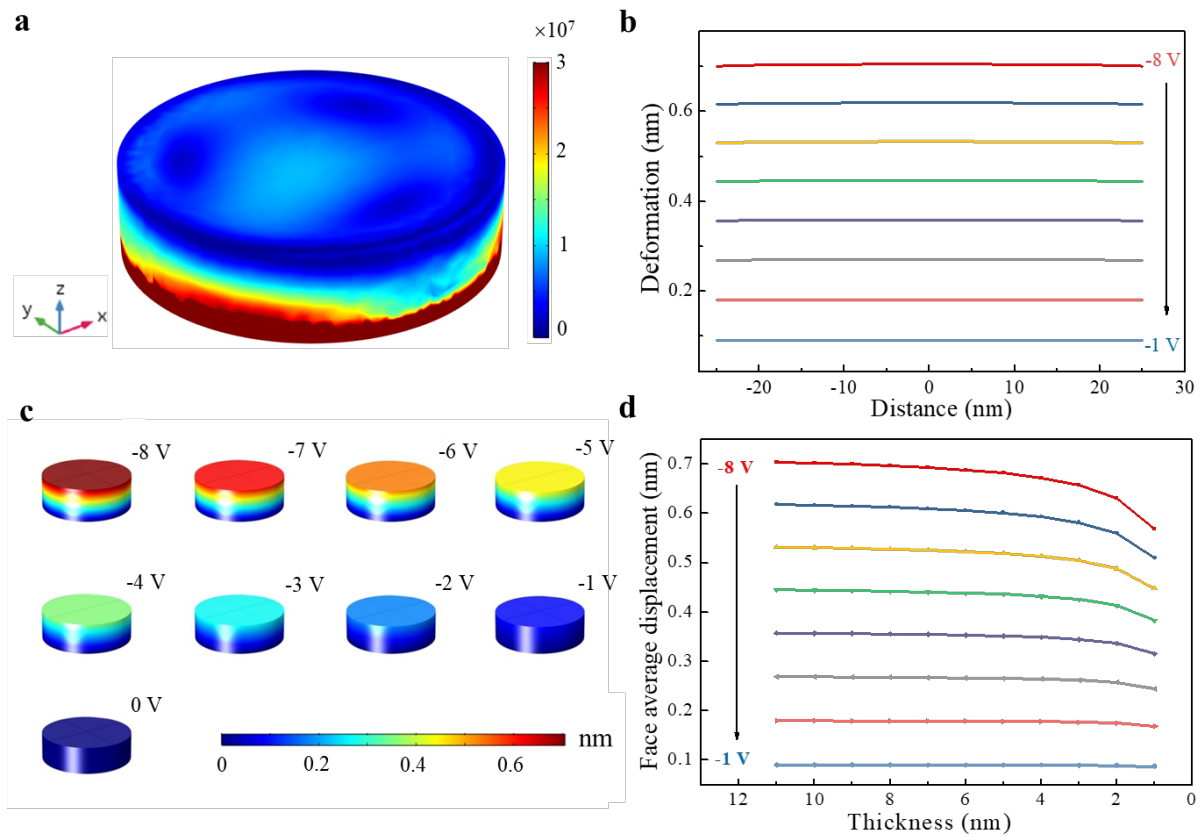 a
×10⁷
3
2
1
0
z
y
x
b
Deformation (nm)
0.6
0.4
0.2
-8 V
-1 V
-20
-10
0
10
20
30
Distance (nm)
c
-8 V
-7 V
-6 V
-5 V
-4 V
-3 V
-2 V
-1 V
0 V
nm
0
0.2
0.4
0.6
d
Face average displacement (nm)
0.7
0.6
0.5
0.4
0.3
0.2
0.1
-8 V
-1 V
12
10
8
6
4
2
0
Thickness (nm)